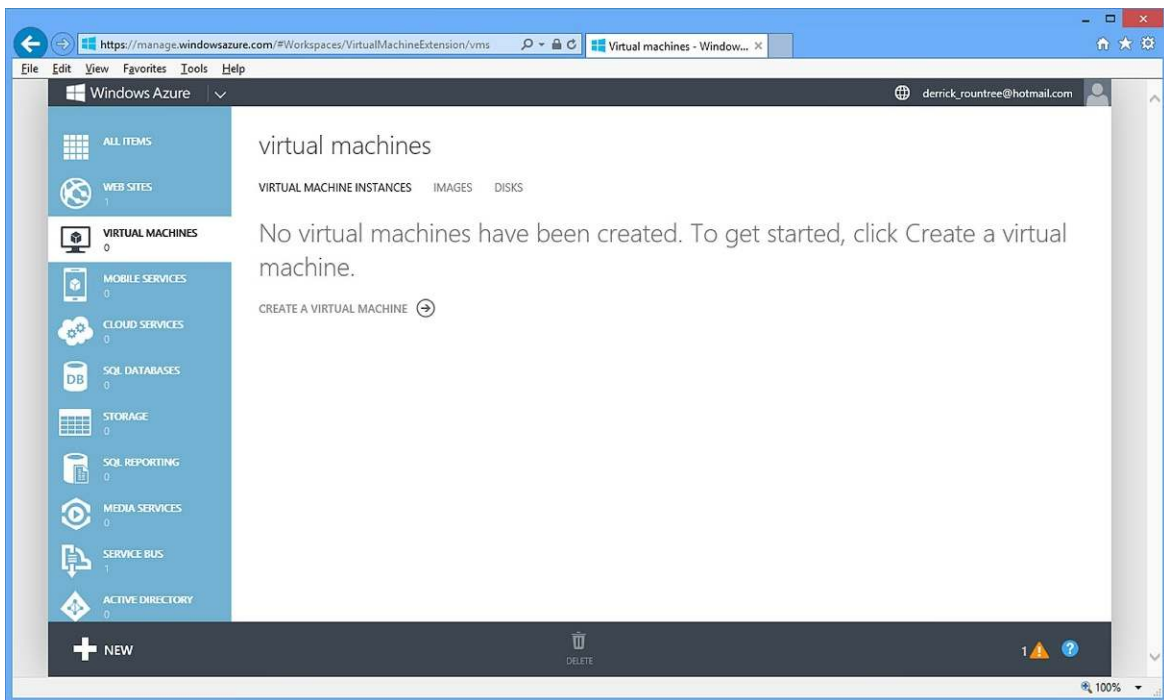 https://manage.windowsazure.com/#Workspaces/VirtualMachineExtension/vms
Virtual machines - Window...
File Edit View Favorites Tools Help
Windows Azure
derrick_rountree@hotmail.com
ALL ITEMS
WEB SITES
1
VIRTUAL MACHINES
0
MOBILE SERVICES
0
CLOUD SERVICES
0
SQL DATABASES
0
DB
STORAGE
0
SQL REPORTING
0
MEDIA SERVICES
0
SERVICE BUS
1
ACTIVE DIRECTORY
0
virtual machines
VIRTUAL MACHINE INSTANCES IMAGES DISKS
No virtual machines have been created. To get started, click Create a virtual
machine.
CREATE A VIRTUAL MACHINE
NEW
DELETE
1
100%